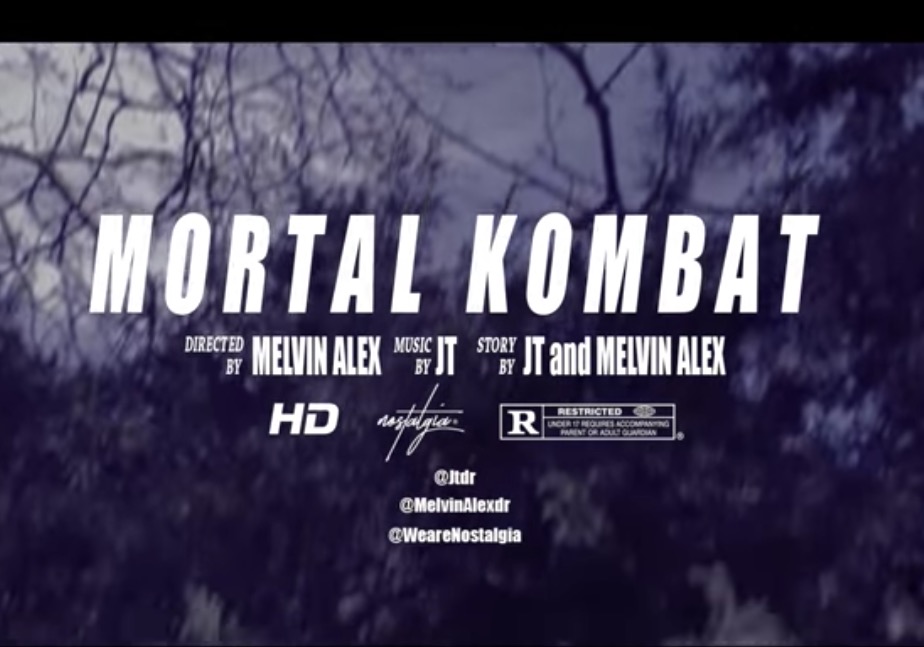 MORTAL KOMBAT
DIRECTED BY MELVIN ALEX MUSIC BY JT STORY BY JT and MELVIN ALEX
HD nostalgia® R RESTRICTED
UNDER 17 REQUIRES ACCOMPANYING
PARENT OR ADULT GUARDIAN ®
@Jtdr
@MelvinAlexdr
@WeareNostalgia